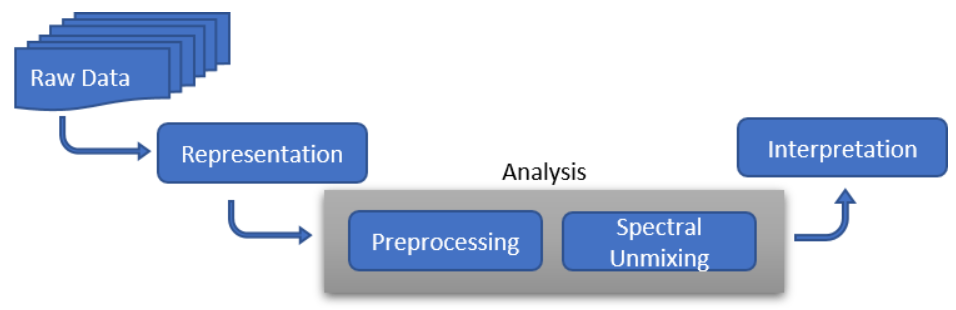 Raw Data
Representation
Analysis
Preprocessing
Spectral
Unmixing
Interpretation